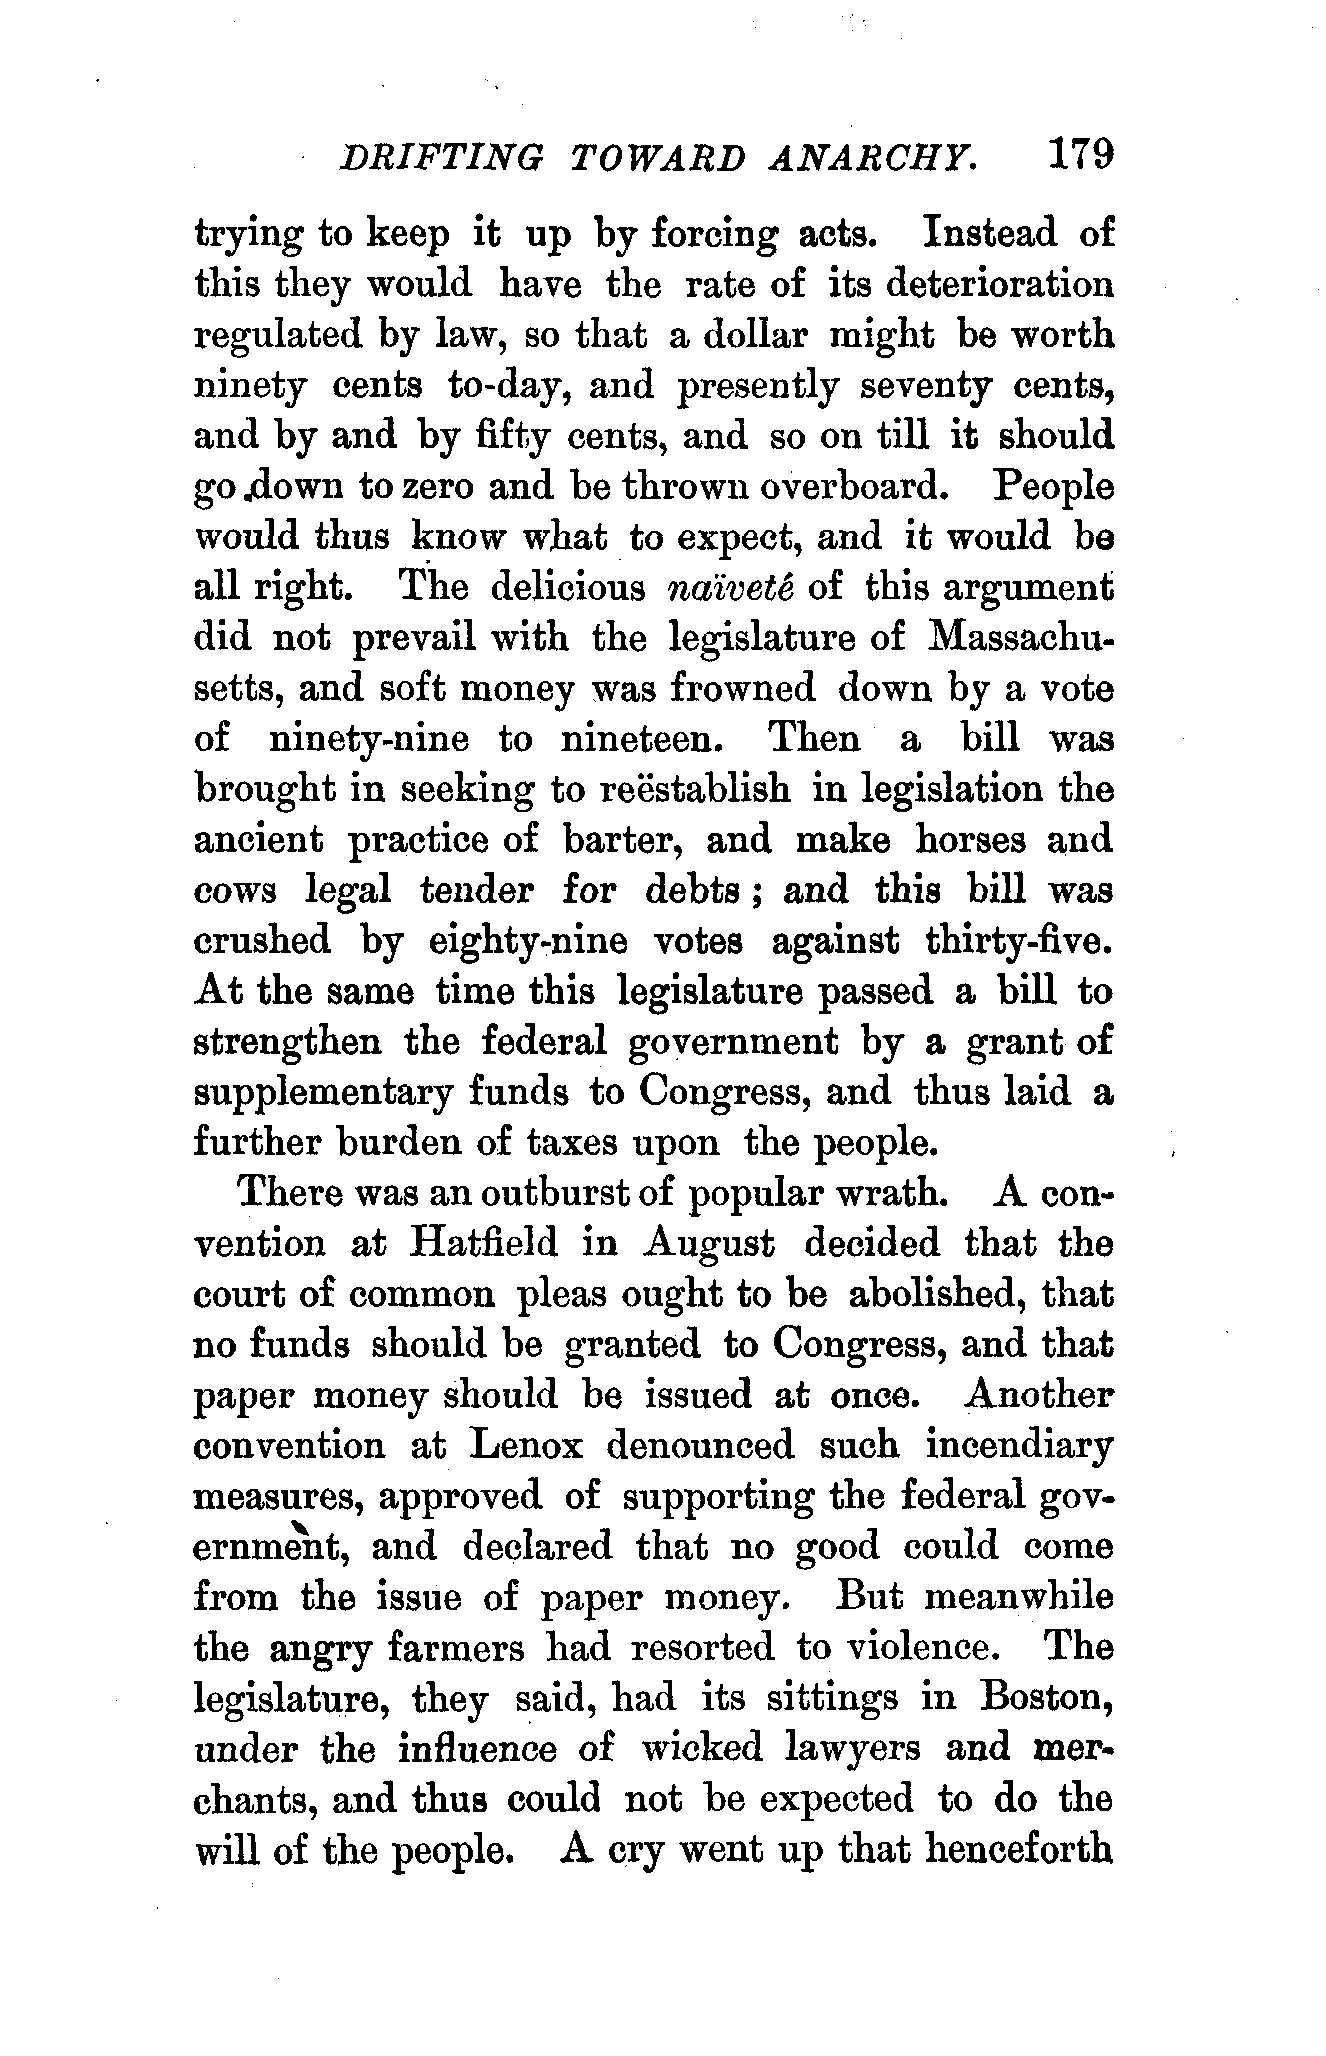 DRIFTING TOWARD ANARCHY. 179
trying to keep it up by forcing acts. Instead of
this they would have the rate of its deterioration
regulated by law, so that a dollar might be worth
ninety cents to-day, and presently seventy cents,
and by and by fifty cents, and so on till it should
go down to zero and be thrown overboard. People
would thus know what to expect, and it would be
all right. The delicious naïveté of this argument
did not prevail with the legislature of Massachu-
setts, and soft money was frowned down by a vote
of ninety-nine to nineteen. Then a bill was
brought in seeking to reëstablish in legislation the
ancient practice of barter, and make horses and
cows legal tender for debts; and this bill was
crushed by eighty-nine votes against thirty-five.
At the same time this legislature passed a bill to
strengthen the federal government by a grant of
supplementary funds to Congress, and thus laid a
further burden of taxes upon the people.
There was an outburst of popular wrath. A con-
vention at Hatfield in August decided that the
court of common pleas ought to be abolished, that
no funds should be granted to Congress, and that
paper money should be issued at once. Another
convention at Lenox denounced such incendiary
measures, approved of supporting the federal gov-
ernment, and declared that no good could come
from the issue of paper money. But meanwhile
the angry farmers had resorted to violence. The
legislature, they said, had its sittings in Boston,
under the influence of wicked lawyers and mer-
chants, and thus could not be expected to do the
will of the people. A cry went up that henceforth